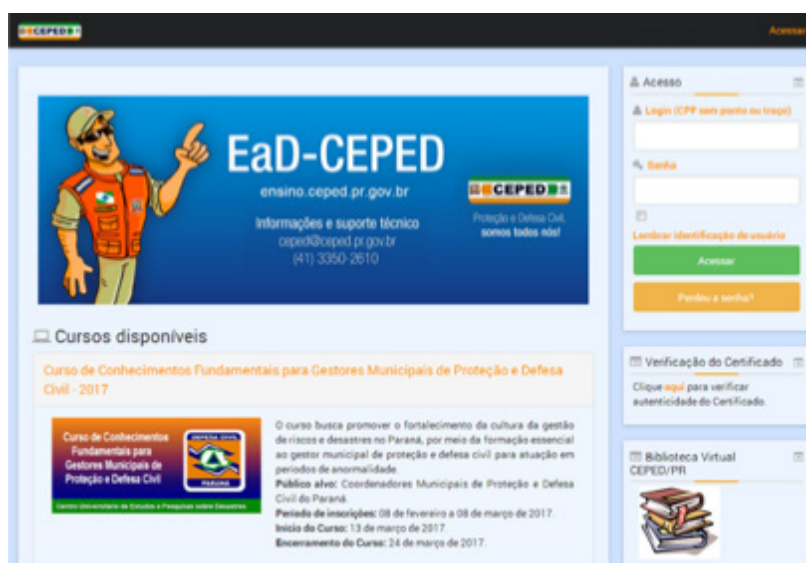 CEPED
Acessar
EaD-CEPED
ensino.ceped.pr.gov.br
Informações e suporte técnico
ceped@ceped.pr.gov.br
(41) 3350-2610
CEPED
Proteção e Defesa Civil,
somos todos nós!
Cursos disponíveis
Curso de Conhecimentos Fundamentais para Gestores Municipais de Proteção e Defesa
Civil - 2017
Curso de Conhecimentos
Fundamentais para
Gestores Municipais de
Proteção e Defesa Civil
DEFESA CIVIL
PARANÁ
Centro Universitário de Estudos e Pesquisas sobre Desastres
O curso busca promover o fortalecimento da cultura da gestão
de riscos e desastres no Paraná, por meio da formação essencial
ao gestor municipal de proteção e defesa civil para atuação em
períodos de anormalidade.
Público alvo: Coordenadores Municipais de Proteção e Defesa
Civil do Paraná.
Período de inscrições: 08 de fevereiro a 08 de março de 2017.
Início do Curso: 13 de março de 2017.
Encerramento do Curso: 24 de março de 2017.
Acesso
Login (CPF sem ponto ou traço)
Senha
Lembrar identificação de usuário
Acessar
Perdeu a senha?
Verificação do Certificado
Clique aqui para verificar
autenticidade do Certificado.
Biblioteca Virtual
CEPED/PR